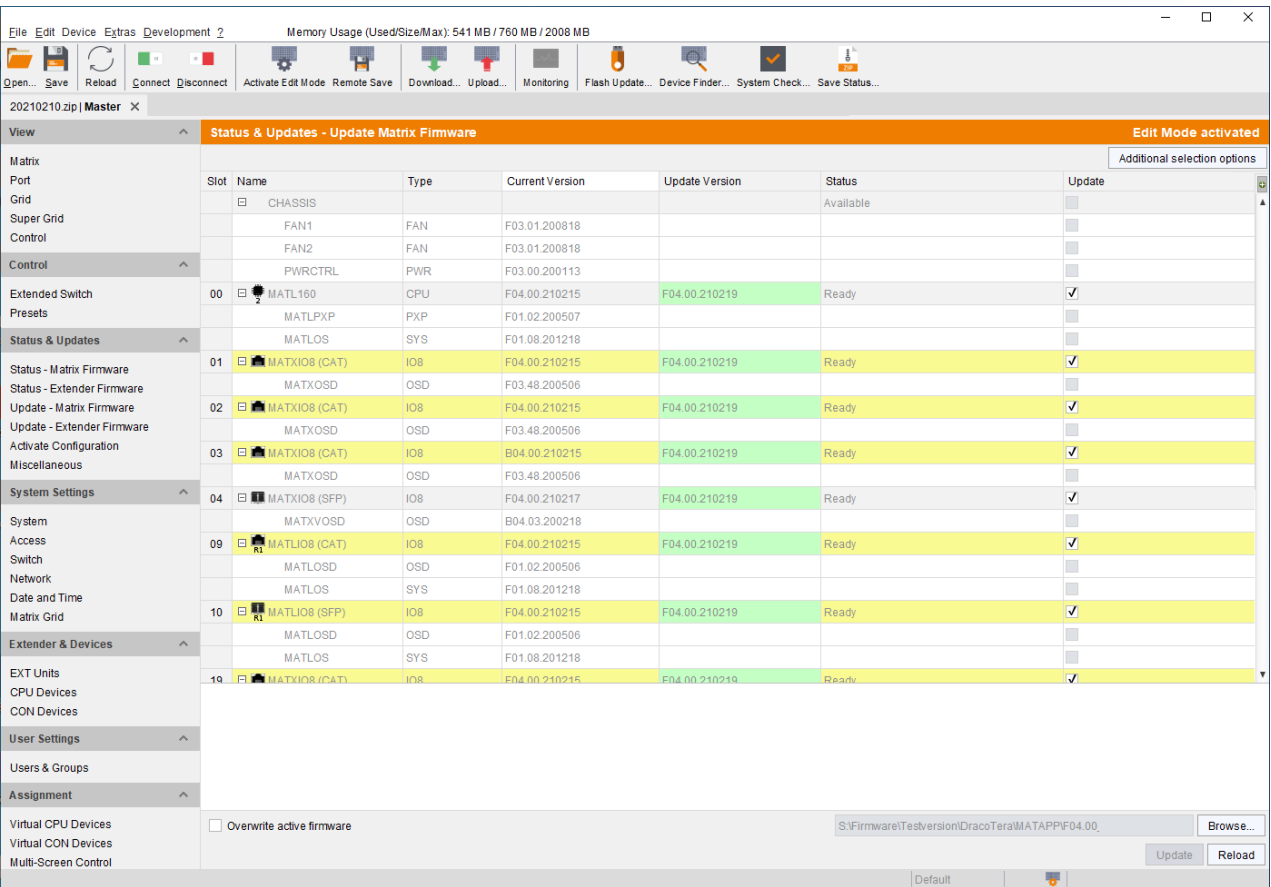 File Edit Device Extras Development ? Memory Usage (Used/Size/Max): 541 MB / 760 MB / 2008 MB
Open... Save Reload Connect Disconnect Activate Edit Mode Remote Save Download... Upload... Monitoring Flash Update... Device Finder... System Check... Save Status...
20210210.zip | Master
View
Matrix
Port
Grid
Super Grid
Control
Control
Extended Switch
Presets
Status & Updates
Status - Matrix Firmware
Status - Extender Firmware
Update - Matrix Firmware
Update - Extender Firmware
Activate Configuration
Miscellaneous
System Settings
System
Access
Switch
Network
Date and Time
Matrix Grid
Extender & Devices
EXT Units
CPU Devices
CON Devices
User Settings
Users & Groups
Assignment
Virtual CPU Devices
Virtual CON Devices
Multi-Screen Control
Status & Updates - Update Matrix Firmware Edit Mode activated
Additional selection options
Slot Name Type Current Version Update Version Status Update
CHASSIS Available
FAN1 FAN F03.01.200818
FAN2 FAN F03.01.200818
PWRCTRL PWR F03.00.200113
00 2 MATL160 CPU F04.00.210215 F04.00.210219 Ready
MATLPXP PXP F01.02.200507
MATLOS SYS F01.08.201218
01 MATXIO8 (CAT) IO8 F04.00.210215 F04.00.210219 Ready
MATXOSD OSD F03.48.200506
02 MATXIO8 (CAT) IO8 F04.00.210215 F04.00.210219 Ready
MATXOSD OSD F03.48.200506
03 MATXIO8 (CAT) IO8 B04.00.210215 F04.00.210219 Ready
MATXOSD OSD F03.48.200506
04 MATXIO8 (SFP) IO8 F04.00.210217 F04.00.210219 Ready
MATXVOSD OSD B04.03.200218
09 R1 MATLIO8 (CAT) IO8 F04.00.210215 F04.00.210219 Ready
MATLOSD OSD F01.02.200506
MATLOS SYS F01.08.201218
10 R1 MATLIO8 (SFP) IO8 F04.00.210215 F04.00.210219 Ready
MATLOSD OSD F01.02.200506
MATLOS SYS F01.08.201218
19 MATXIO8 (CAT) IO8 F04.00.210215 F04.00.210219 Ready
Overwrite active firmware S:\Firmware\Testversion\DracoTera\MATAPP\F04.00_ Browse...
Update Reload
Default